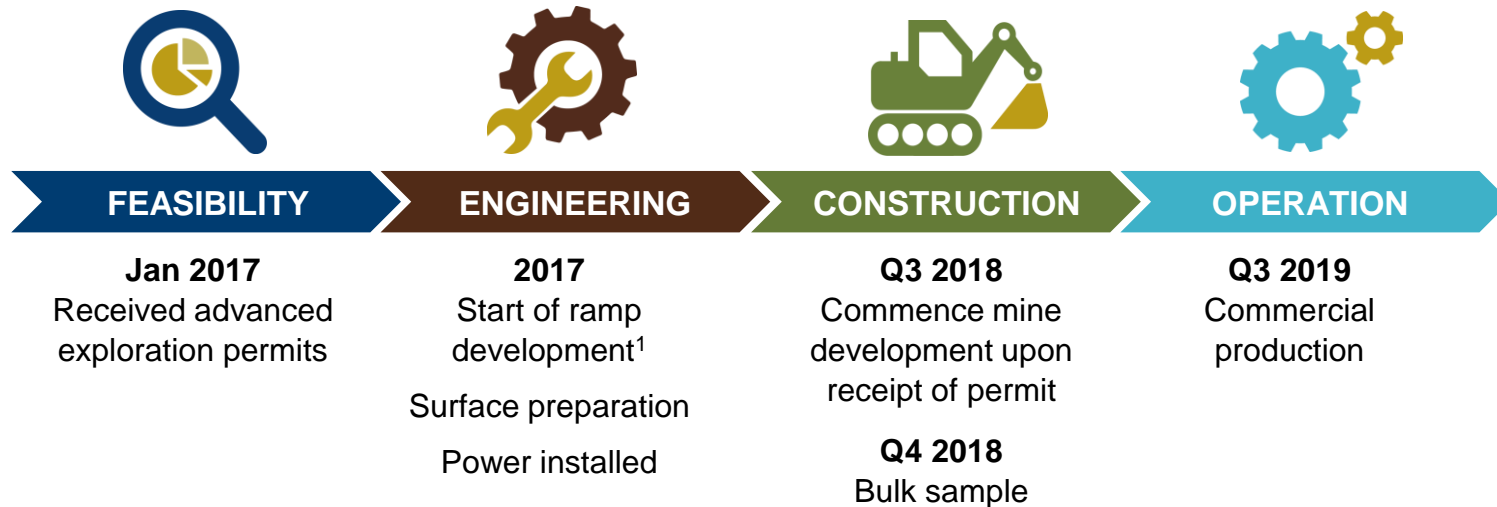 FEASIBILITY
ENGINEERING
CONSTRUCTION
OPERATION
Jan 2017
Received advanced
exploration permits
2017
Start of ramp
development¹
Surface preparation
Power installed
Q3 2018
Commence mine
development upon
receipt of permit
Q4 2018
Bulk sample
Q3 2019
Commercial
production